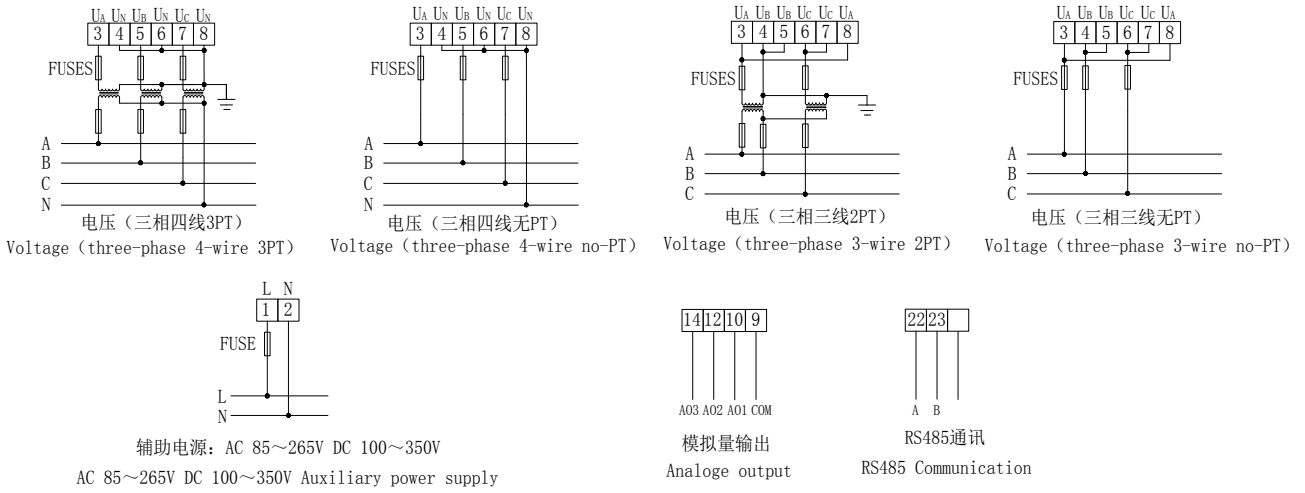 UA UN UB UN UC UN
3 4 5 6 7 8
FUSES
A
B
C
N
电压（三相四线3PT）
Voltage（three-phase 4-wire 3PT）
UA UN UB UN UC UN
3 4 5 6 7 8
FUSES
A
B
C
N
电压（三相四线无PT）
Voltage（three-phase 4-wire no-PT）
UA UB UB UC UC UA
3 4 5 6 7 8
FUSES
A
B
C
电压（三相三线2PT）
Voltage（three-phase 3-wire 2PT）
UA UB UB UC UC UA
3 4 5 6 7 8
FUSES
A
B
C
电压（三相三线无PT）
Voltage（three-phase 3-wire no-PT）
L N
1 2
FUSE
L
N
辅助电源: AC 85～265V DC 100～350V
AC 85～265V DC 100～350V Auxiliary power supply
14 12 10 9
AO3 AO2 AO1 COM
模拟量输出
Analoge output
22 23
A B
RS485通讯
RS485 Communication